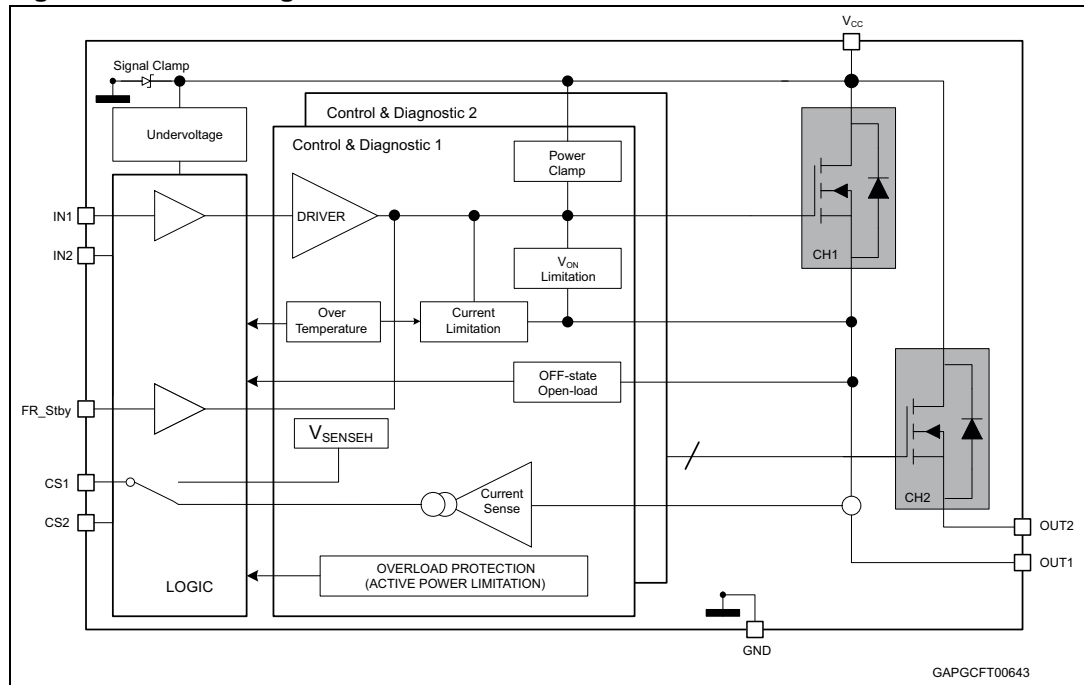 VCC
Signal Clamp
Control & Diagnostic 2
Undervoltage
Control & Diagnostic 1
Power
Clamp
IN1
DRIVER
IN2
VON
Limitation
CH1
Over
Temperature
Current
Limitation
OFF-state
Open-load
FR_Stby
VSENSEH
CS1
Current
Sense
CH2
CS2
OUT2
OVERLOAD PROTECTION
(ACTIVE POWER LIMITATION)
OUT1
LOGIC
GND
GAPGCFT00643